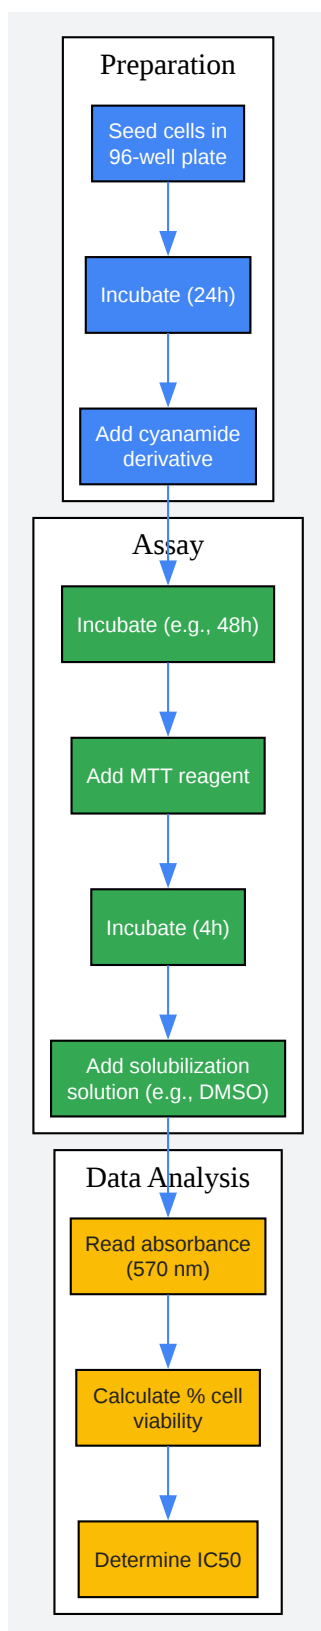 Preparation
Seed cells in
96-well plate
Incubate (24h)
Add cyanamide
derivative
Assay
Incubate (e.g., 48h)
Add MTT reagent
Incubate (4h)
Add solubilization
solution (e.g., DMSO)
Data Analysis
Read absorbance
(570 nm)
Calculate % cell
viability
Determine IC50